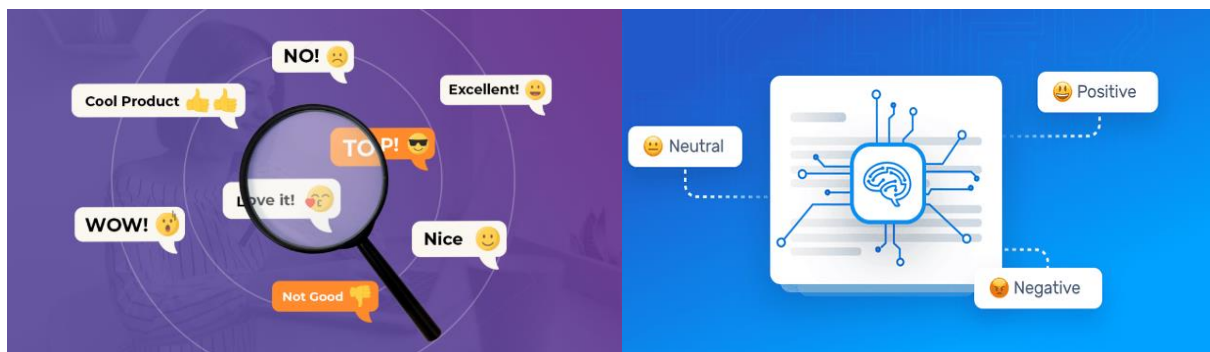 NO!
Excellent!
Cool Product
TOP!
Love it!
WOW!
Nice
Not Good
Positive
Neutral
Negative